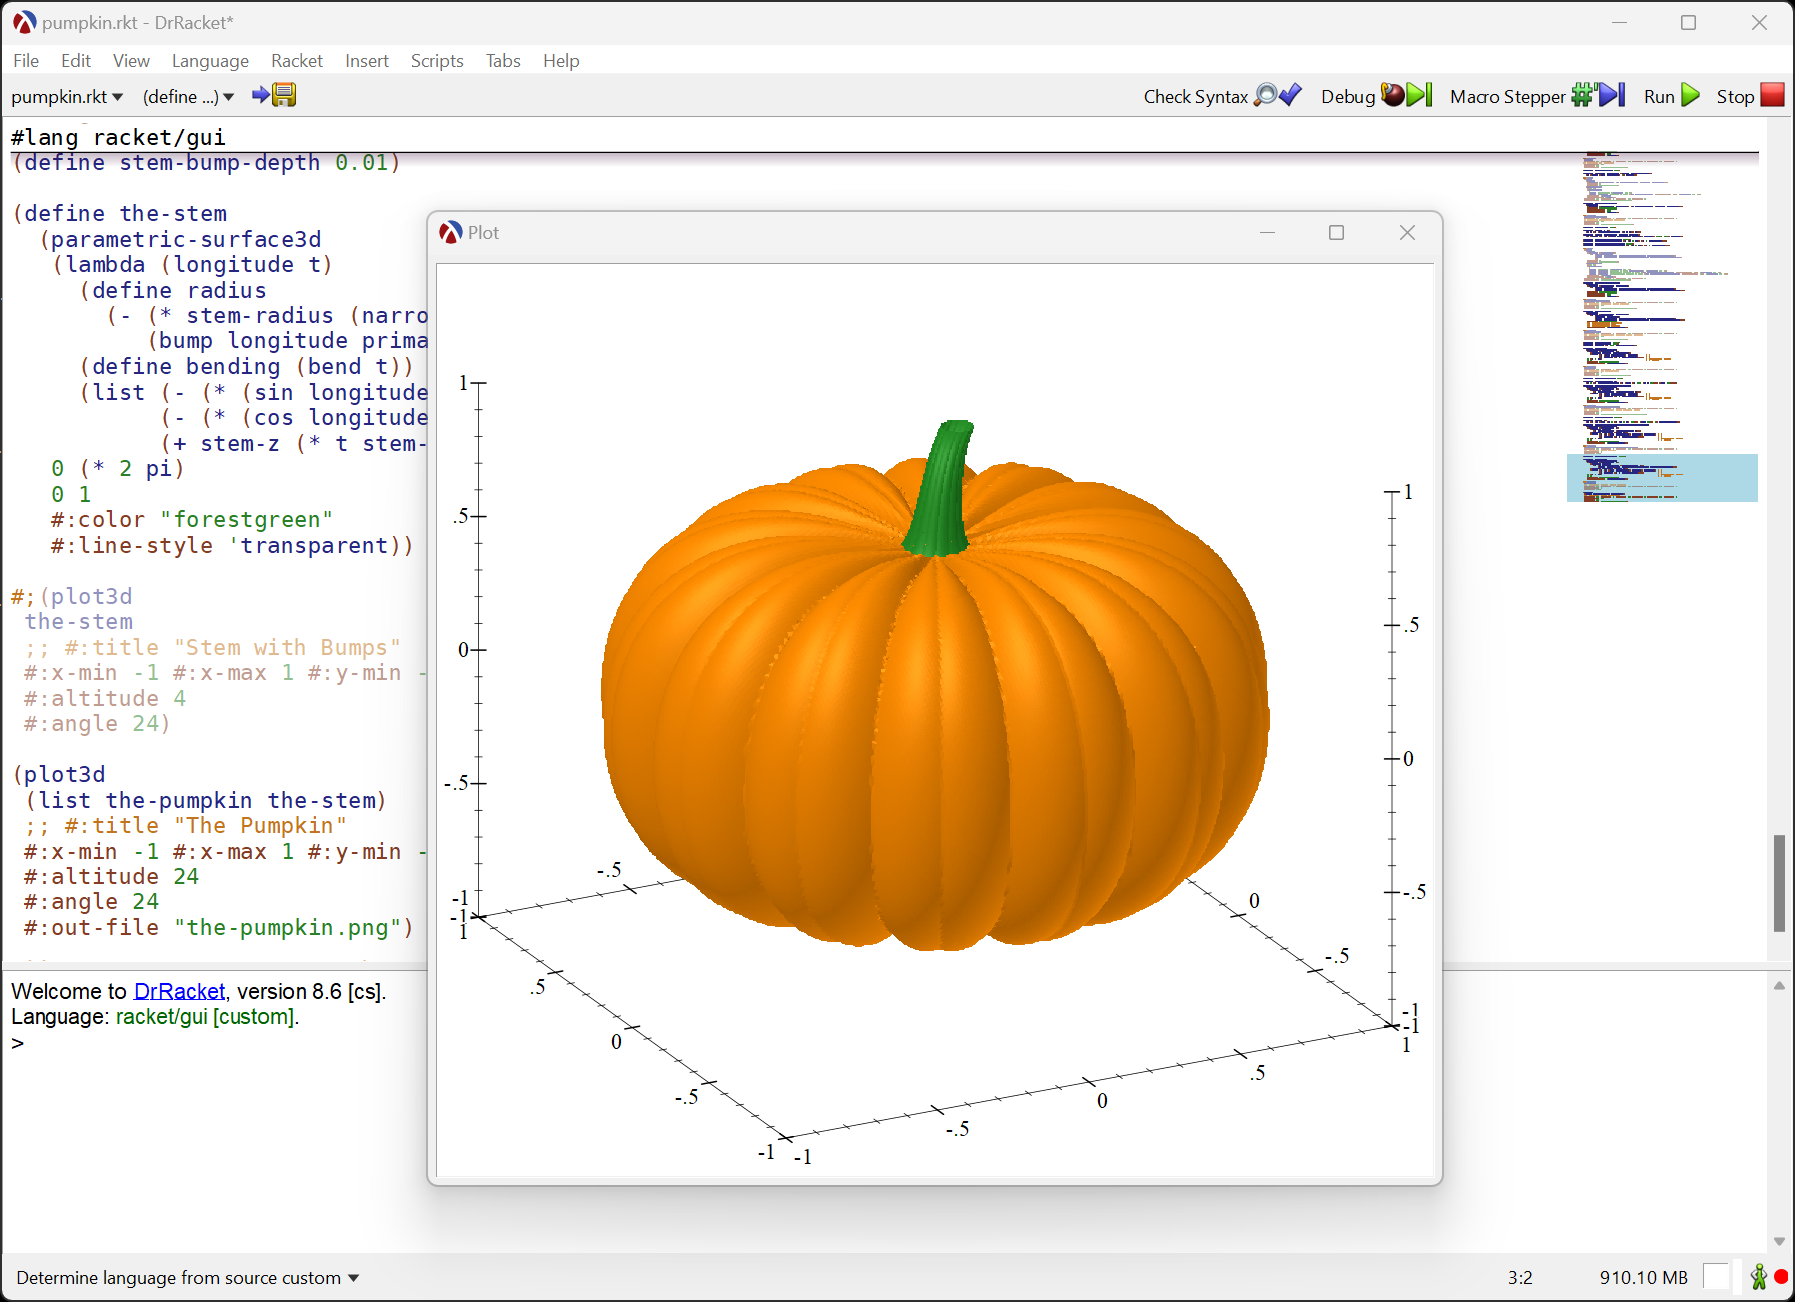 pumpkin.rkt - DrRacket*
File Edit View Language Racket Insert Scripts Tabs Help
pumpkin.rkt (define ...) Check Syntax Debug Macro Stepper Run Stop
#lang racket/gui
(define stem-bump-depth 0.01)
(define the-stem
(parametric-surface3d
(lambda (longitude t)
(define radius
(- (* stem-radius (narro
(bump longitude prima
(define bending (bend t))
(list (- (* (sin longitude
(- (* (cos longitude
(+ stem-z (* t stem-
0 (* 2 pi)
0 1
#:color "forestgreen"
#:line-style 'transparent))
#;(plot3d
the-stem
;; #:title "Stem with Bumps"
#:x-min -1 #:x-max 1 #:y-min -
#:altitude 4
#:angle 24)
(plot3d
(list the-pumpkin the-stem)
;; #:title "The Pumpkin"
#:x-min -1 #:x-max 1 #:y-min -
#:altitude 24
#:angle 24
#:out-file "the-pumpkin.png")
Plot
1
.5
0
-.5
-1
1
.5
0
-.5
-1
-1
-.5
0
-.5
-1
1
.5
0
-.5
-1
-1
-.5
0
.5
1
Welcome to DrRacket, version 8.6 [cs].
Language: racket/gui [custom].
>
Determine language from source custom 3:2 910.10 MB